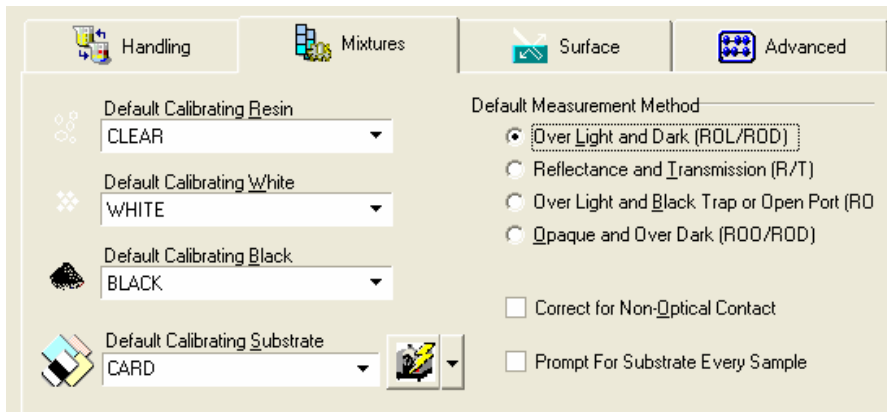 Handling
Mixtures
Surface
Advanced
Default Calibrating Resin
CLEAR
Default Calibrating White
WHITE
Default Calibrating Black
BLACK
Default Calibrating Substrate
CARD
Default Measurement Method
Over Light and Dark (ROL/ROD)
Reflectance and Transmission (R/T)
Over Light and Black Trap or Open Port (RO
Opaque and Over Dark (ROO/ROD)
Correct for Non-Optical Contact
Prompt For Substrate Every Sample